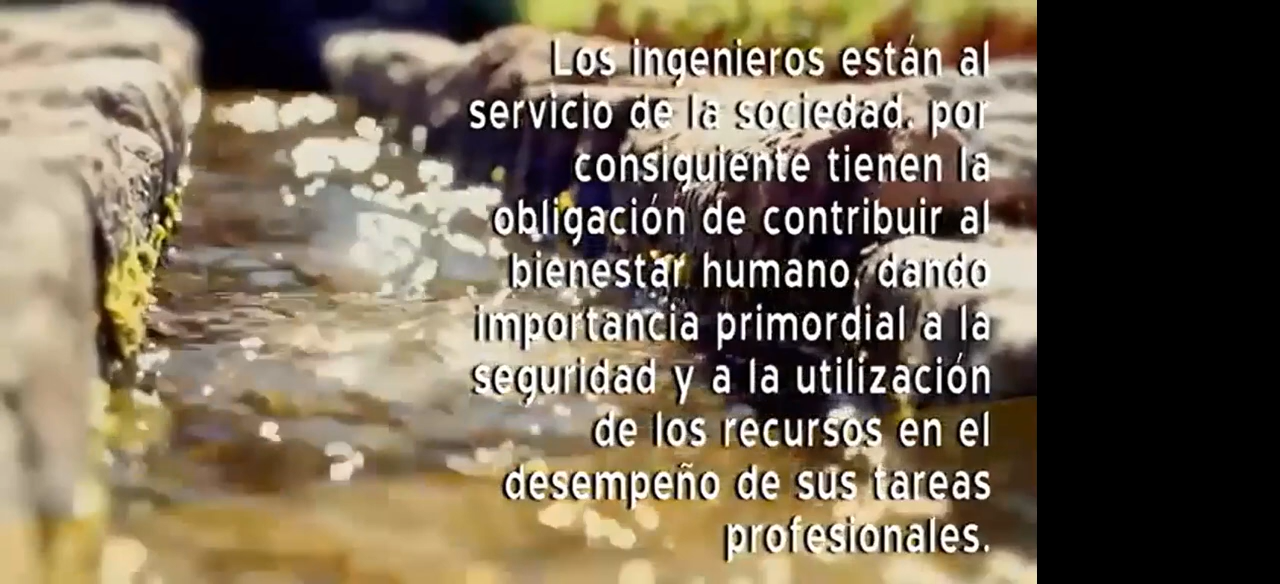 Los ingenieros están al
servicio de la sociedad, por
consiguiente tienen la
obligación de contribuir al
bienestar humano, dando
importancia primordial a la
seguridad y a la utilización
de los recursos en el
desempeño de sus tareas
profesionales.